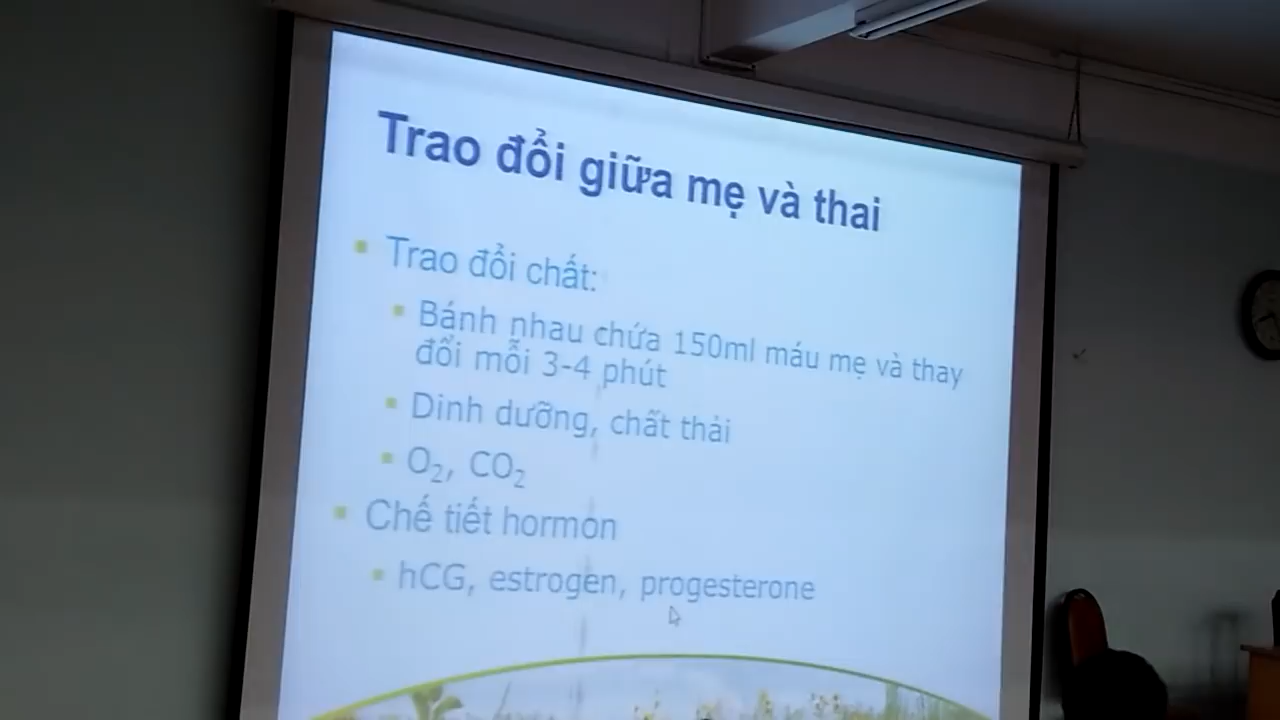 Trao đổi giữa mẹ và thai
Trao đổi chất:
Bánh nhau chứa 150ml máu mẹ và thay
đổi mỗi 3-4 phút
Dinh dưỡng, chất thải
O₂, CO₂
Chế tiết hormon
hCG, estrogen, progesterone